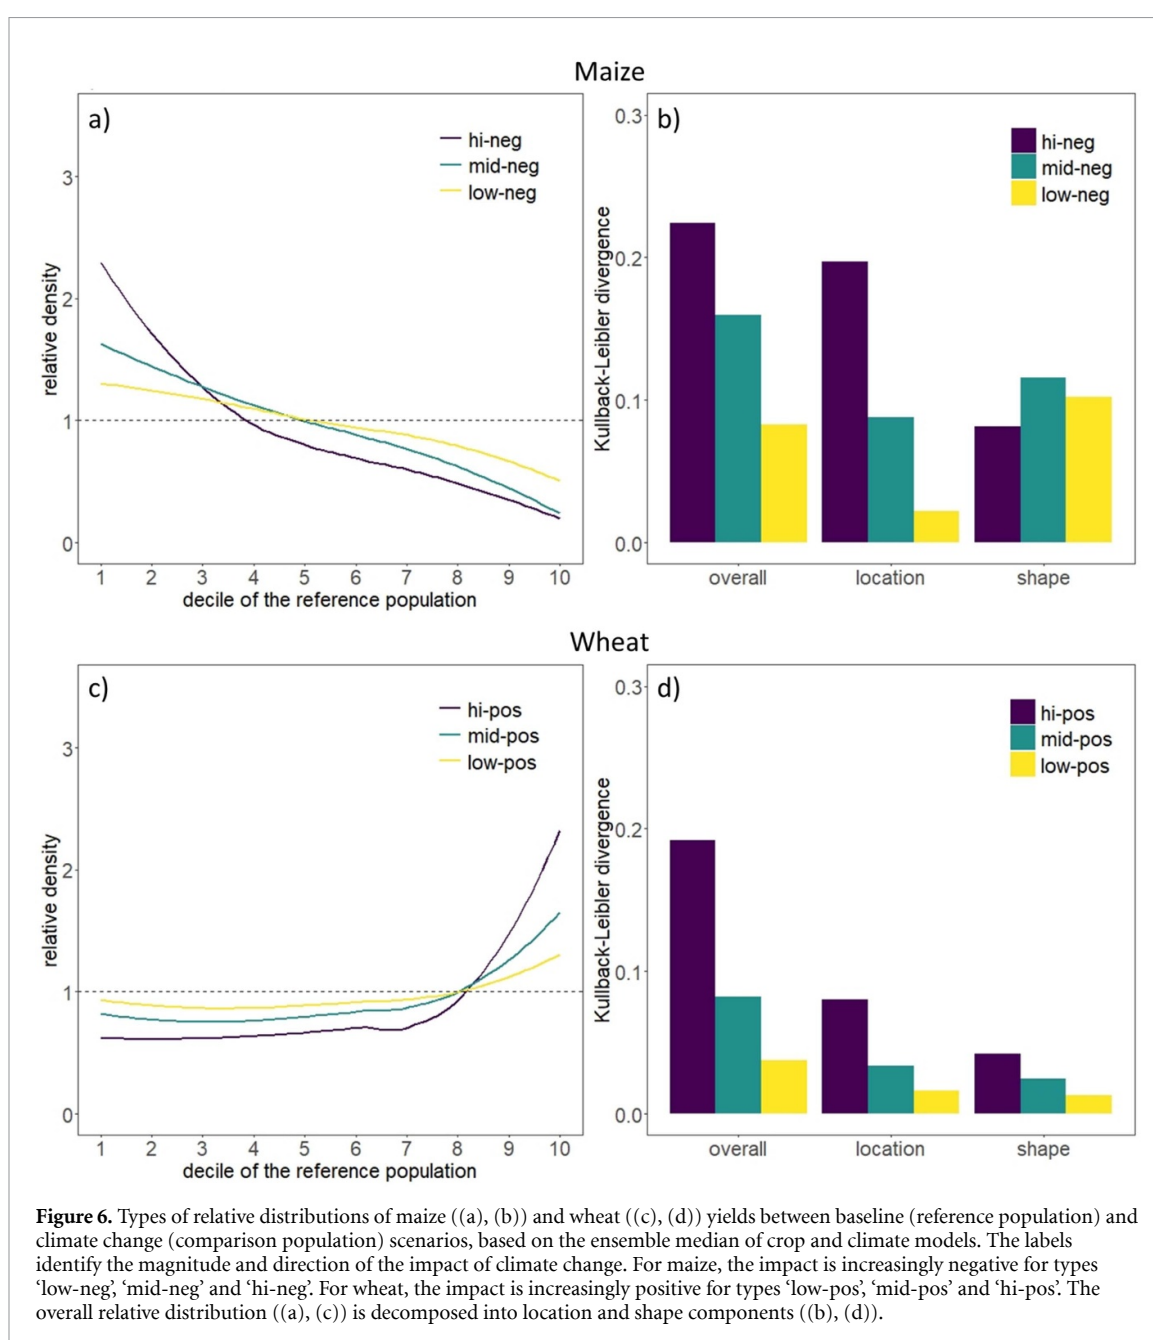 Maize
a)
hi-neg
mid-neg
low-neg
3
2
1
0
relative density
1 2 3 4 5 6 7 8 9 10
decile of the reference population
b)
hi-neg
mid-neg
low-neg
0.3
0.2
0.1
0.0
Kullback-Leibler divergence
overall location shape
Wheat
c)
hi-pos
mid-pos
low-pos
3
2
1
0
relative density
1 2 3 4 5 6 7 8 9 10
decile of the reference population
d)
hi-pos
mid-pos
low-pos
0.3
0.2
0.1
0.0
Kullback-Leibler divergence
overall location shape
Figure 6. Types of relative distributions of maize ((a), (b)) and wheat ((c), (d)) yields between baseline (reference population) and
climate change (comparison population) scenarios, based on the ensemble median of crop and climate models. The labels
identify the magnitude and direction of the impact of climate change. For maize, the impact is increasingly negative for types
‘low-neg’, ‘mid-neg’ and ‘hi-neg’. For wheat, the impact is increasingly positive for types ‘low-pos’, ‘mid-pos’ and ‘hi-pos’. The
overall relative distribution ((a), (c)) is decomposed into location and shape components ((b), (d)).